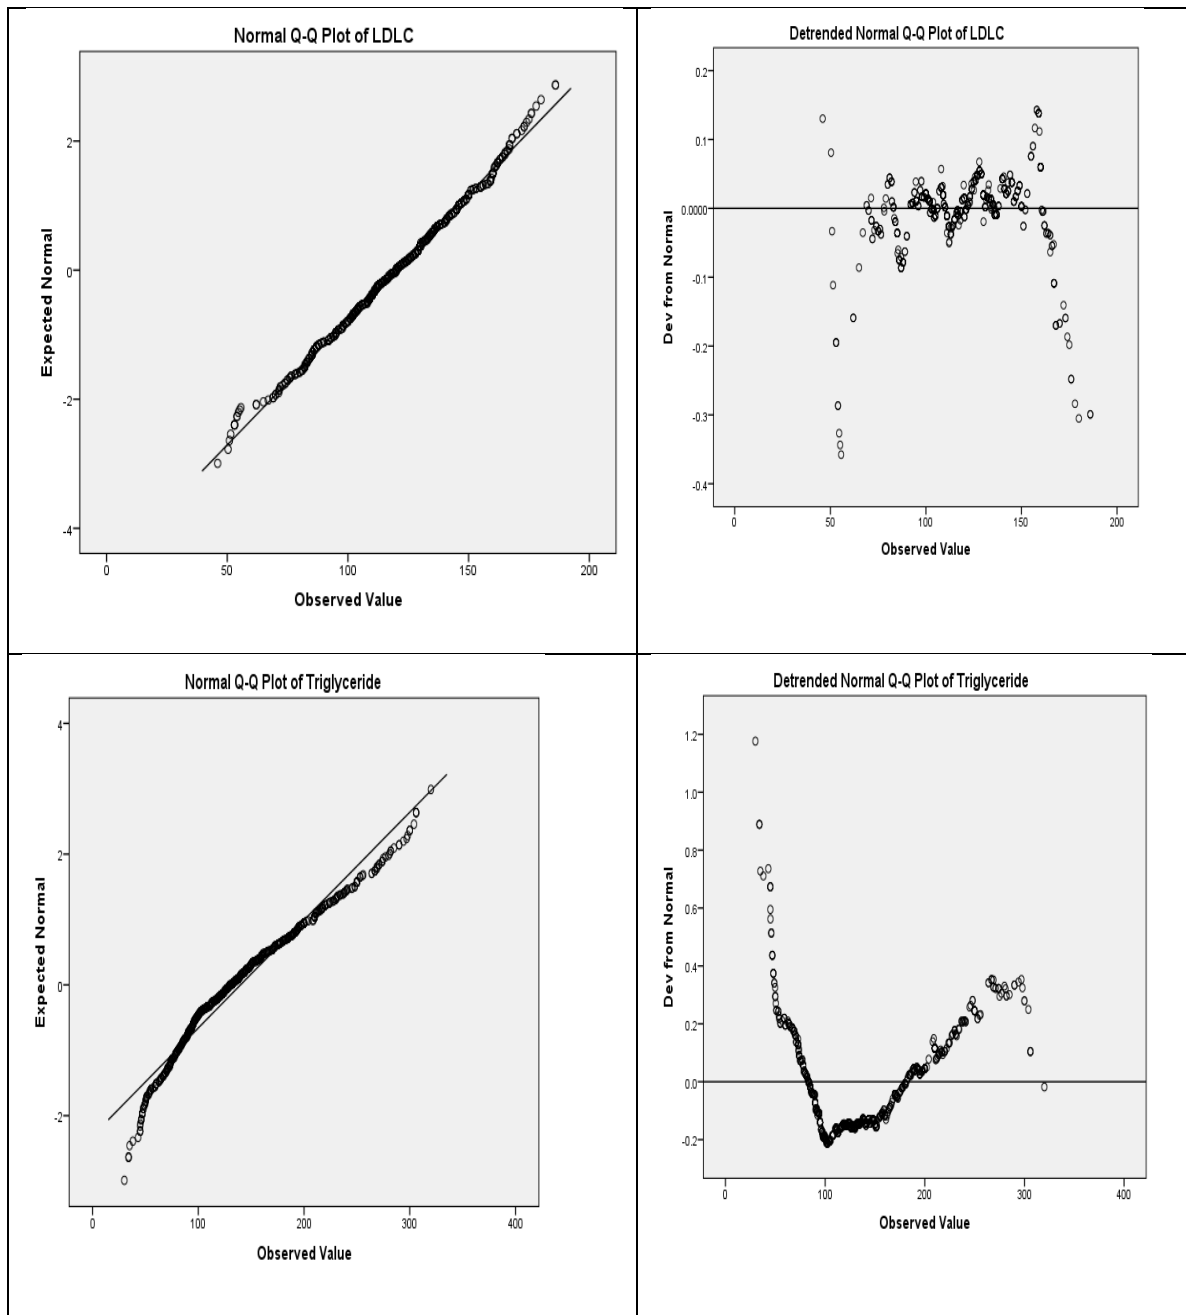 Normal Q-Q Plot of LDLC
Expected Normal
2
0
-2
-4
0 50 100 150 200
Observed Value
Detrended Normal Q-Q Plot of LDLC
Dev from Normal
0.2
0.1
0.0000
-0.1
-0.2
-0.3
-0.4
0 50 100 150 200
Observed Value
Normal Q-Q Plot of Triglyceride
Expected Normal
4
2
0
-2
0 100 200 300 400
Observed Value
Detrended Normal Q-Q Plot of Triglyceride
Dev from Normal
1.2
1.0
0.8
0.6
0.4
0.2
0.0
-0.2
0 100 200 300 400
Observed Value